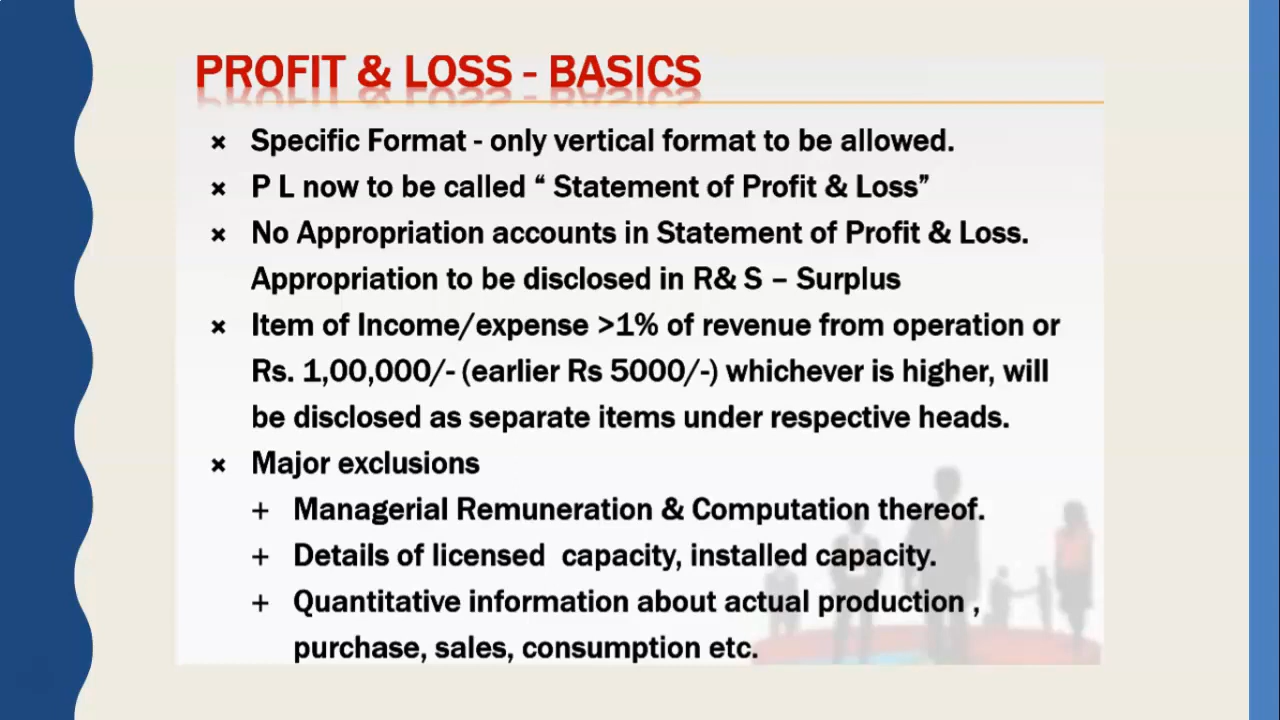 PROFIT & LOSS - BASICS
× Specific Format - only vertical format to be allowed.
× P L now to be called “ Statement of Profit & Loss”
× No Appropriation accounts in Statement of Profit & Loss.
Appropriation to be disclosed in R& S – Surplus
× Item of Income/expense >1% of revenue from operation or
Rs. 1,00,000/- (earlier Rs 5000/-) whichever is higher, will
be disclosed as separate items under respective heads.
× Major exclusions
+ Managerial Remuneration & Computation thereof.
+ Details of licensed  capacity, installed capacity.
+ Quantitative information about actual production ,
purchase, sales, consumption etc.